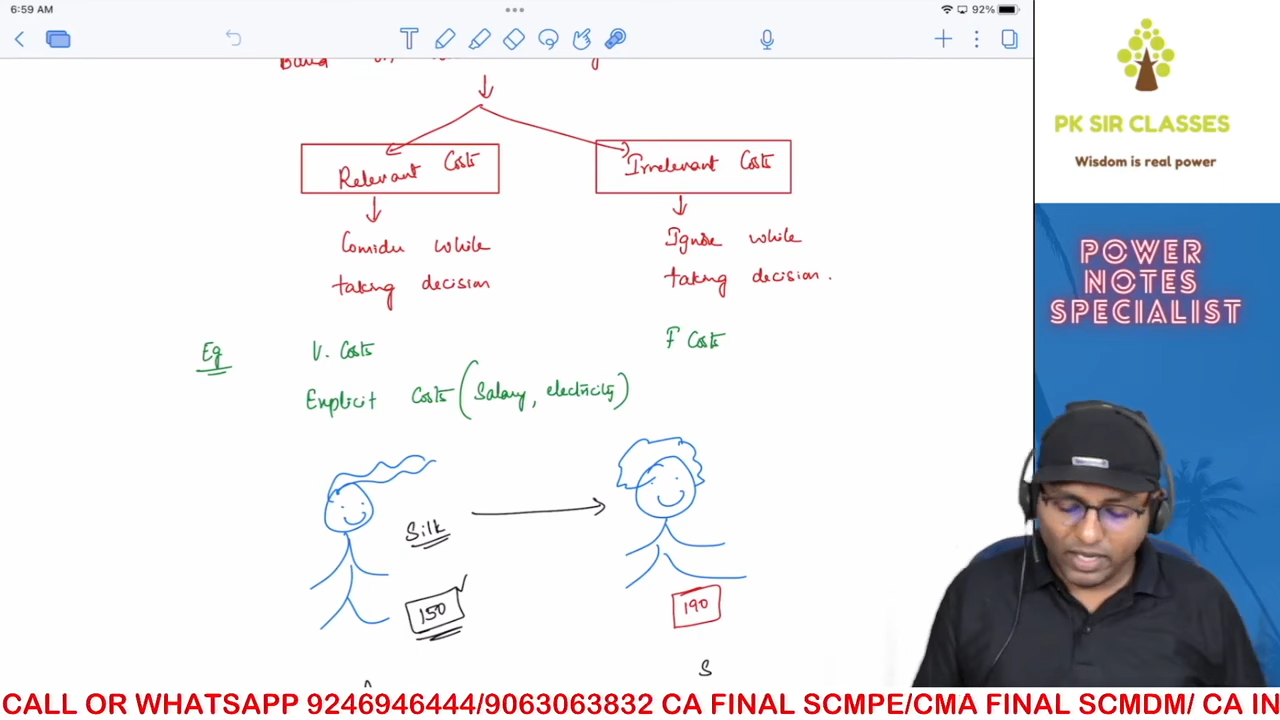 6:59 AM
92%
Relevant Costs
Irrelevant Costs
Consider while
taking decision
Ignore while
taking decision.
Eg
V. Costs
F Costs
Explicit Costs (Salary, electricity)
Silk
150
190
S
PK SIR CLASSES
Wisdom is real power
POWER
NOTES
SPECIALIST
CALL OR WHATSAPP 9246946444/9063063832 CA FINAL SCMPE/CMA FINAL SCMDM/ CA IN